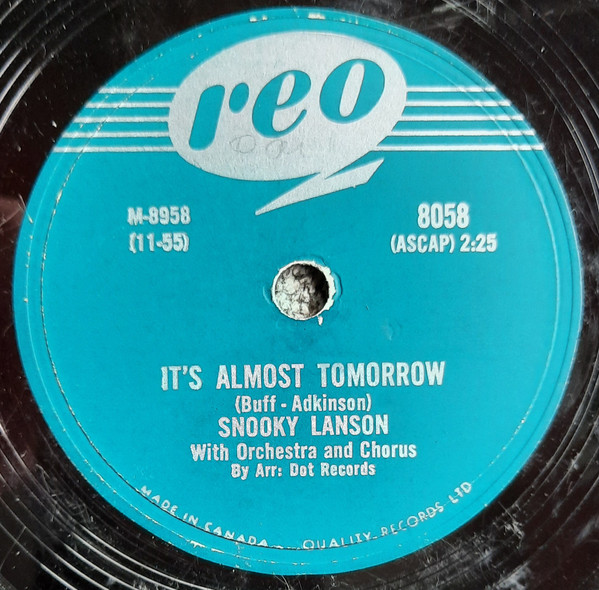 reo
M-8958
(11-55)
8058
(ASCAP) 2:25
IT'S ALMOST TOMORROW
(Buff - Adkinson)
SNOOKY LANSON
With Orchestra and Chorus
By Arr: Dot Records
MADE IN CANADA QUALITY RECORDS LTD